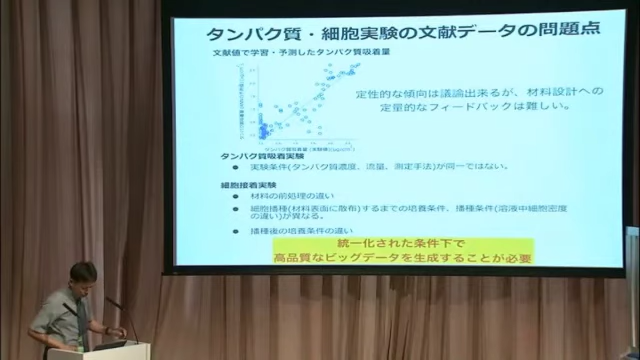 タンパク質・細胞実験の文献データの問題点
文献値で学習・予測したタンパク質吸着量
定性的な傾向は議論出来るが、材料設計への
定量的なフィードバックは難しい。
タンパク質吸着実験
● 実験条件(タンパク質濃度、流量、測定手法)が同一ではない。
細胞接着実験
● 材料の前処理の違い
● 細胞播種(材料表面に散布)するまでの培養条件、播種条件(溶液中細胞密度
の違い)が異なる。
● 播種後の培養条件の違い
統一化された条件下で
高品質なビッグデータを生成することが必要